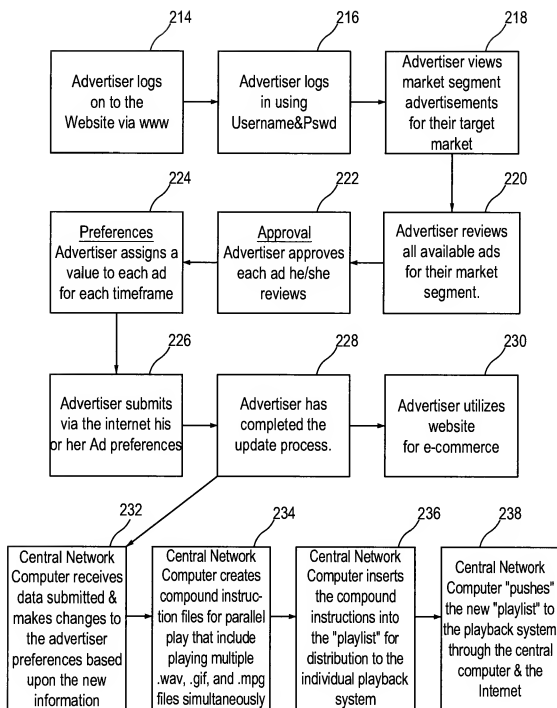 214
216
218
Advertiser logs
on to the
Website via www
Advertiser logs
in using
Username&Pswd
Advertiser views
market segment
advertisements
for their target
market
224
222
220
Preferences
Advertiser assigns a
value to each ad
for each timeframe
Approval
Advertiser approves
each ad he/she
reviews
Advertiser reviews
all available ads
for their market
segment.
226
228
230
Advertiser submits
via the internet his
or her Ad preferences
Advertiser has
completed the
update process.
Advertiser utilizes
website
for e-commerce
232
234
236
238
Central Network
Computer receives
data submitted &
makes changes to
the advertiser
preferences based
upon the new
information
Central Network
Computer creates
compound instruc-
tion files for parallel
play that include
playing multiple
.wav, .gif, and .mpg
files simultaneously
Central Network
Computer inserts
the compound
instructions into
the "playlist" for
distribution to the
individual playback
system
Central Network
Computer "pushes"
the new "playlist" to
the playback system
through the central
computer & the
Internet